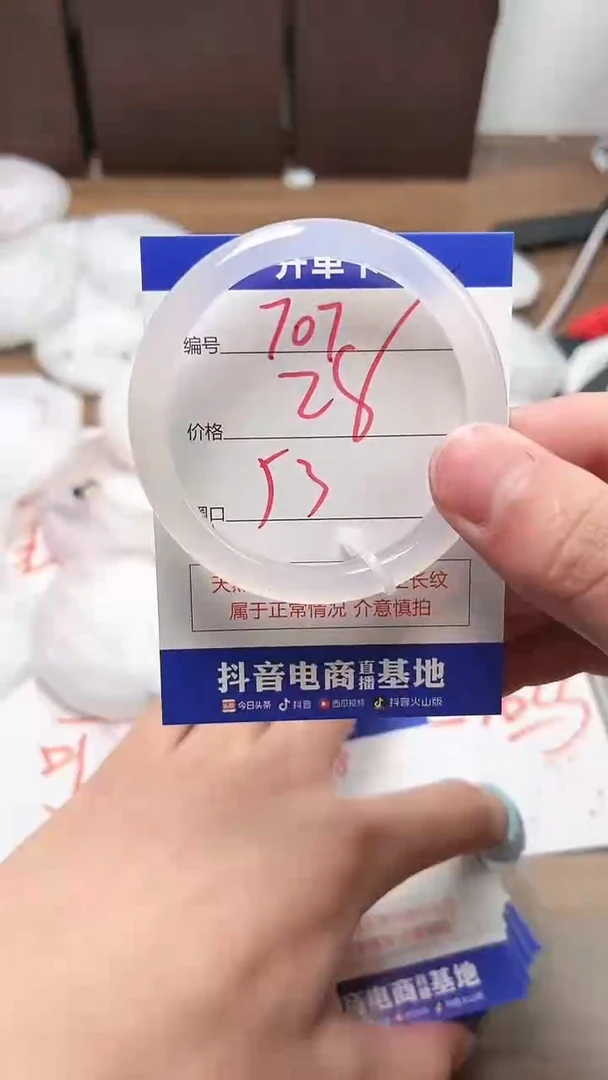 开单卡
编号 707
28
价格
53
圈口
天然 生长纹
属于正常情况 介意慎拍
抖音电商直播基地
今日头条 抖音 西瓜视频 抖音火山版
音电商直播基地